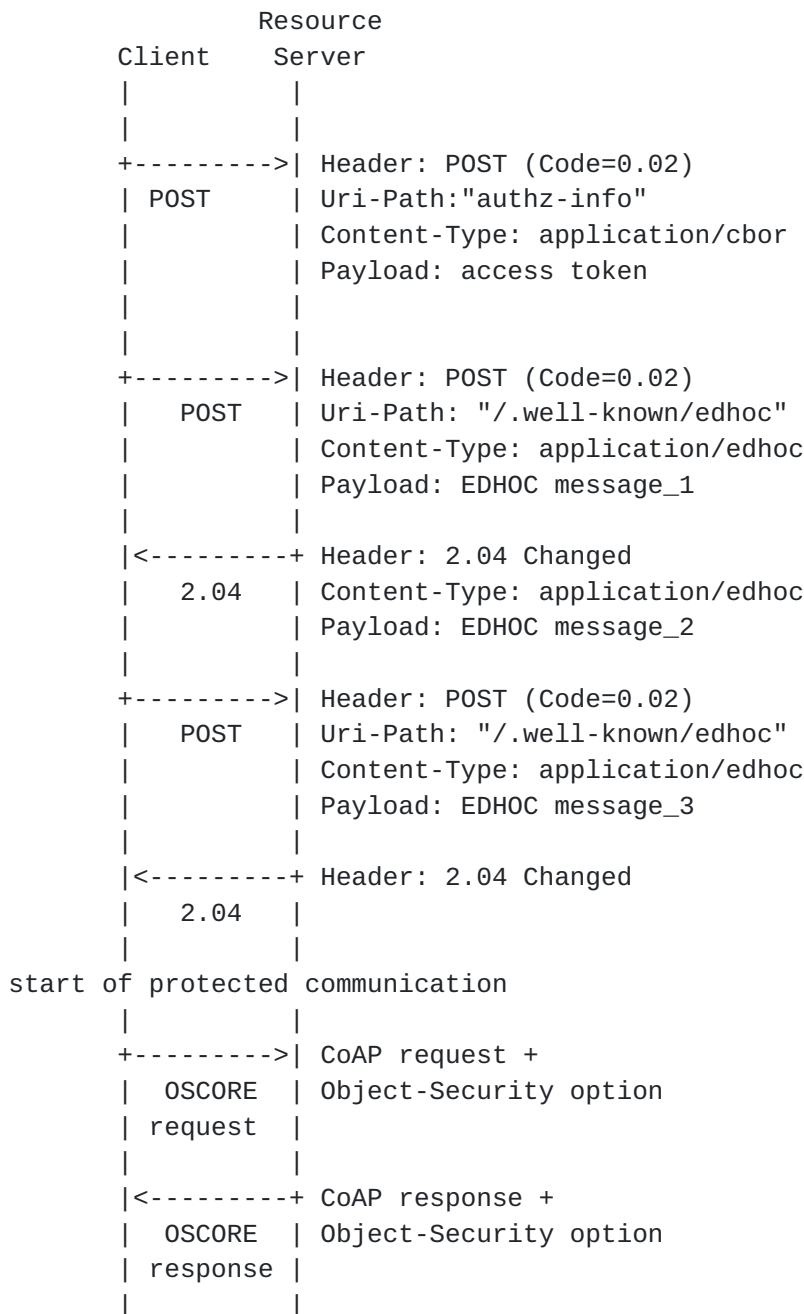 Resource
       Client    Server
       |          |
       |          |
       +--------->| Header: POST (Code=0.02)
       | POST     | Uri-Path:"authz-info"
       |          | Content-Type: application/cbor
       |          | Payload: access token
       |          |
       |          |
       +--------->| Header: POST (Code=0.02)
       |   POST   | Uri-Path: "/.well-known/edhoc"
       |          | Content-Type: application/edhoc
       |          | Payload: EDHOC message_1
       |          |
       |<---------+ Header: 2.04 Changed
       |   2.04   | Content-Type: application/edhoc
       |          | Payload: EDHOC message_2
       |          |
       +--------->| Header: POST (Code=0.02)
       |   POST   | Uri-Path: "/.well-known/edhoc"
       |          | Content-Type: application/edhoc
       |          | Payload: EDHOC message_3
       |          |
       |<---------+ Header: 2.04 Changed
       |   2.04   |
       |          |
start of protected communication
       |          |
       +--------->| CoAP request +
       |  OSCORE  | Object-Security option
       | request  |
       |          |
       |<---------+ CoAP response +
       |  OSCORE  | Object-Security option
       | response |
       |          |